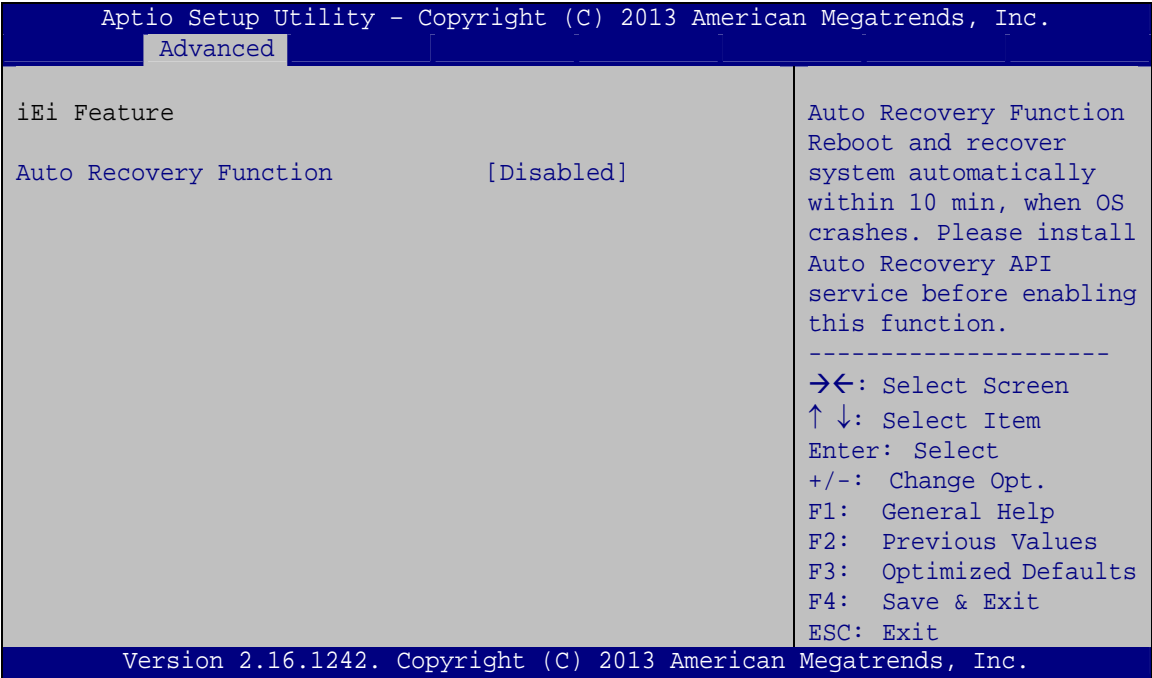 Aptio Setup Utility – Copyright (C) 2013 American Megatrends, Inc.
Advanced
iEi Feature
Auto Recovery Function [Disabled]
Auto Recovery Function
Reboot and recover
system automatically
within 10 min, when OS
crashes. Please install
Auto Recovery API
service before enabling
this function.
---------------------
→←: Select Screen
↑ ↓: Select Item
Enter: Select
+/-: Change Opt.
F1: General Help
F2: Previous Values
F3: Optimized Defaults
F4: Save & Exit
ESC: Exit
Version 2.16.1242. Copyright (C) 2013 American Megatrends, Inc.